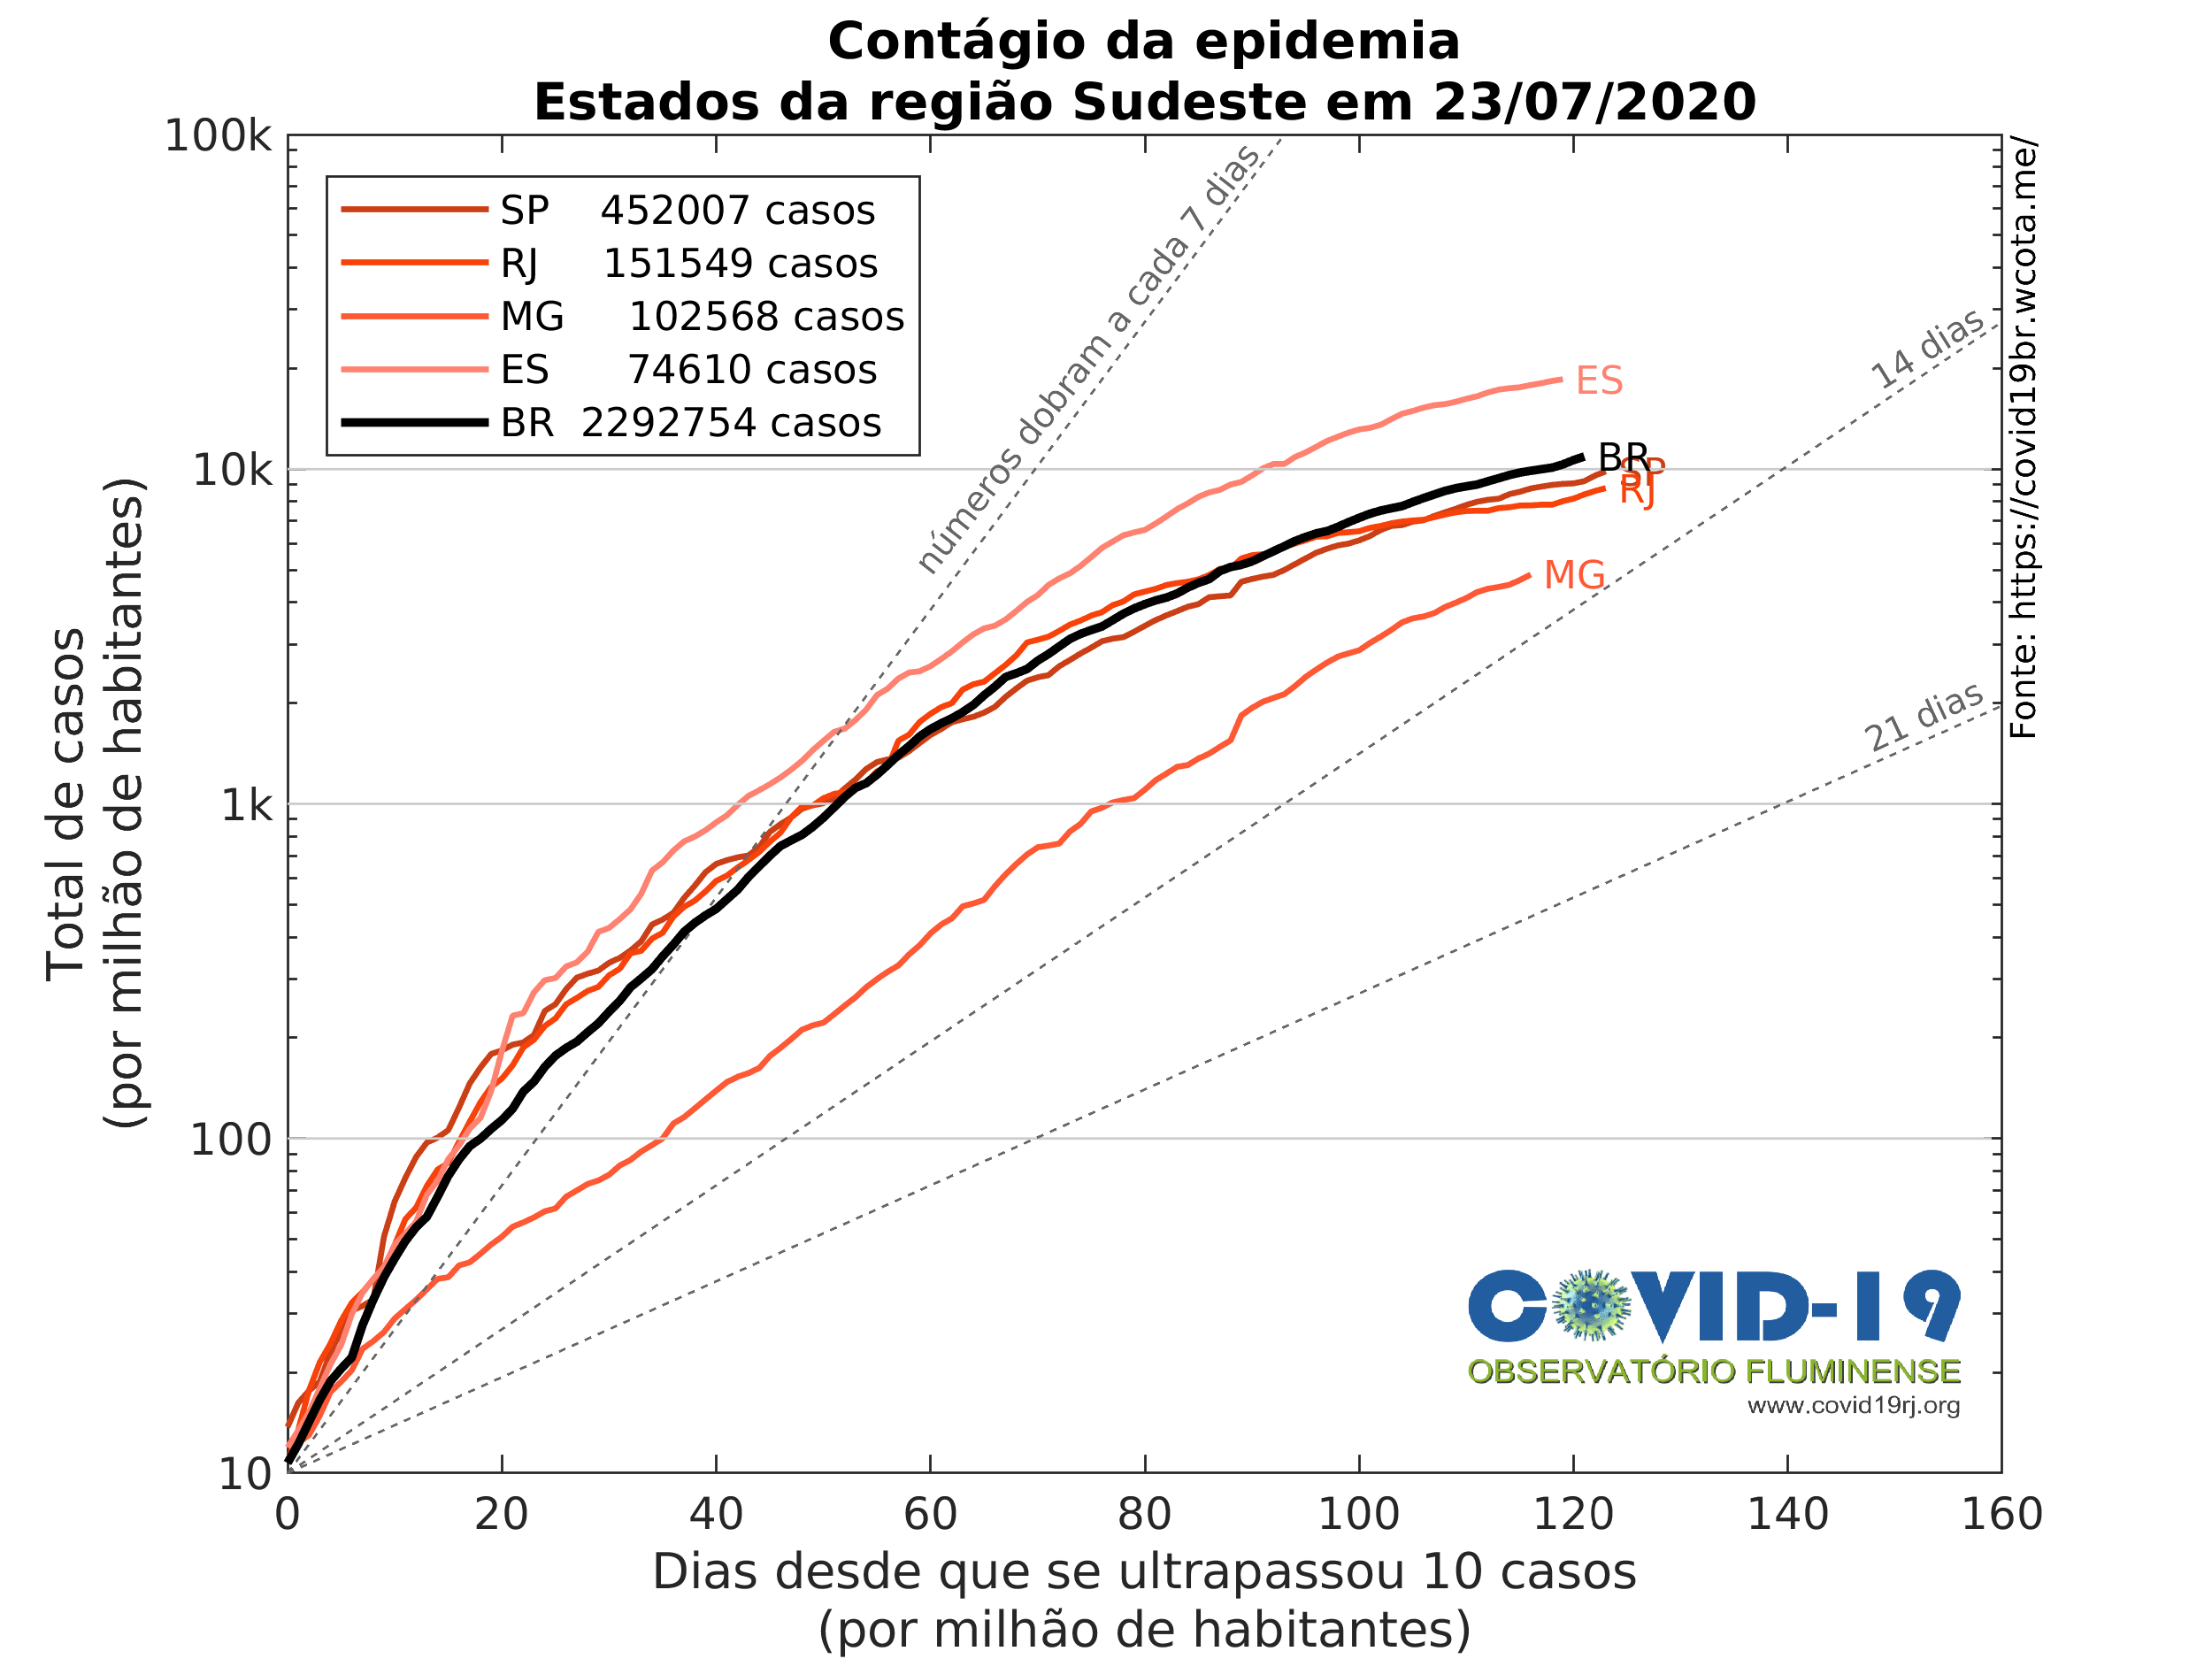 Contágio da epidemia
Estados da região Sudeste em 23/07/2020
100k
10k
1k
100
10
Total de casos
(por milhão de habitantes)
SP 452007 casos
RJ 151549 casos
MG 102568 casos
ES 74610 casos
BR 2292754 casos
números dobram a cada 7 dias
14 dias
21 dias
ES
BR
SP
RJ
MG
Fonte: https://covid19br.wcota.me/
COVID-19
OBSERVATÓRIO FLUMINENSE
www.covid19rj.org
0 20 40 60 80 100 120 140 160
Dias desde que se ultrapassou 10 casos
(por milhão de habitantes)